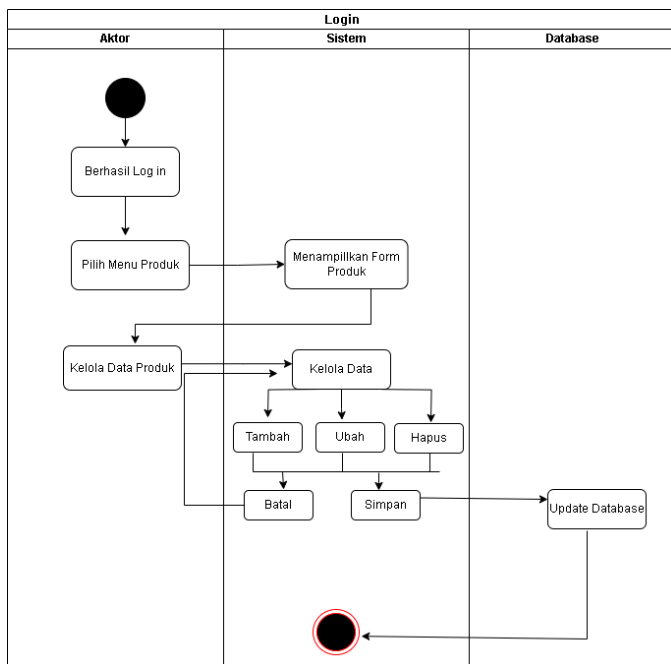 Login
Aktor
Sistem
Database
Berhasil Log in
Pilih Menu Produk
Menampillkan Form
Produk
Kelola Data Produk
Kelola Data
Tambah
Ubah
Hapus
Batal
Simpan
Update Database